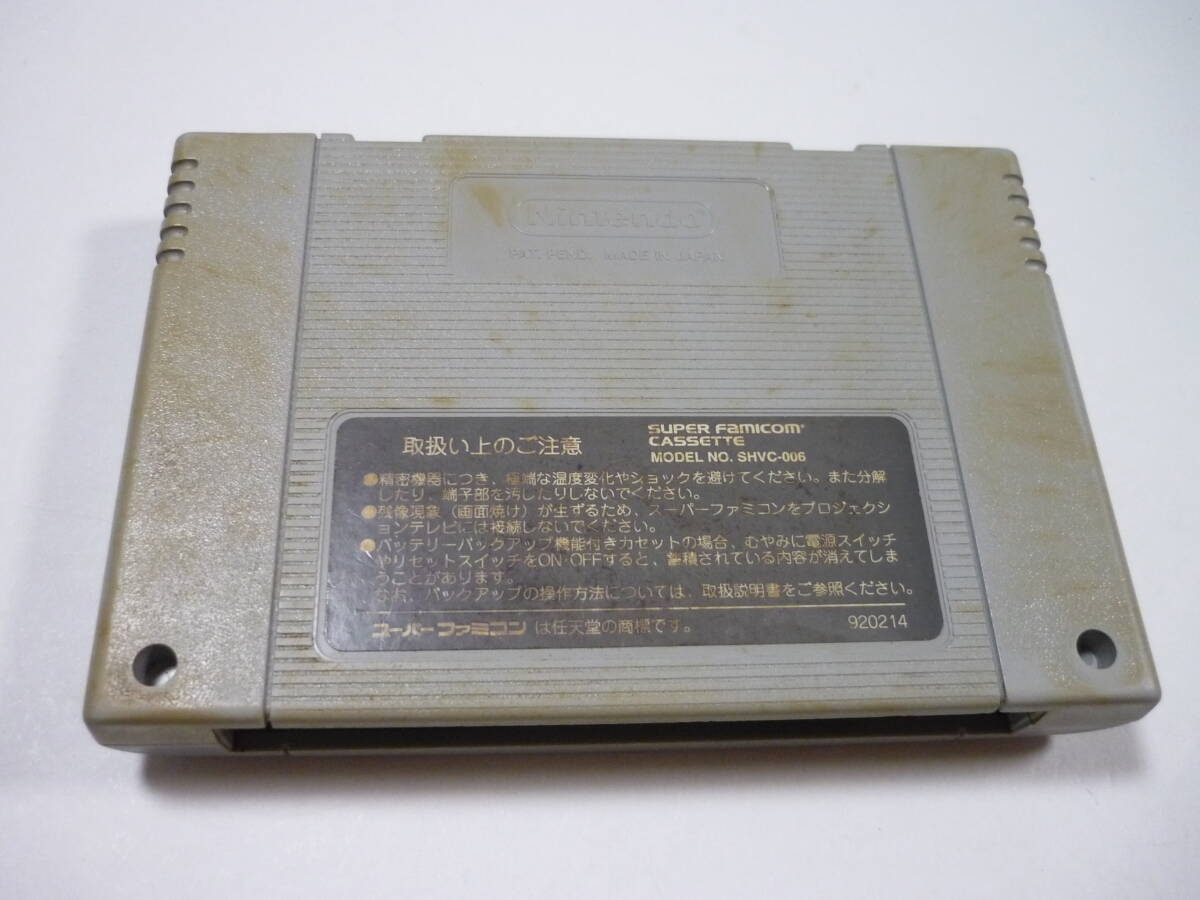 Nintendo
PAT. PEND. MADE IN JAPAN
取扱い上のご注意
SUPER FAMICOM
CASSETTE
MODEL NO. SHVC-006
●精密機器につき、極端な温度変化やショックを避けてください。また分解
したり、端子部を汚したりしないでください。
●残像現象（画面焼け）が生ずるため、スーパーファミコンをプロジェクシ
ョンテレビには接続しないでください。
●バッテリーバックアップ機能付きカセットの場合、むやみに電源スイッチ
やリセットスイッチをON・OFFすると、蓄積されている内容が消えてしま
うことがあります。
なお、バックアップの操作方法については、取扱説明書をご参照ください。
スーパーファミコン は任天堂の商標です。
920214